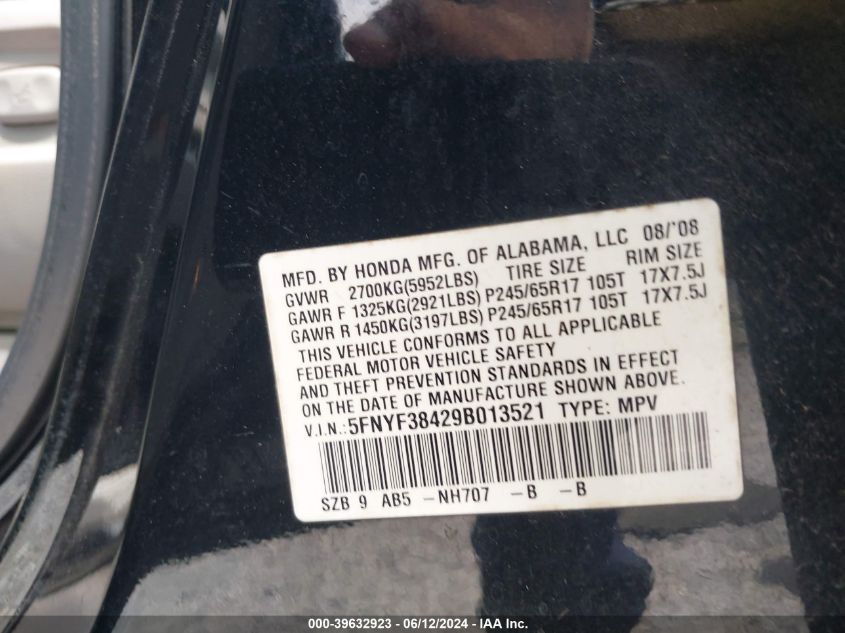 MFD. BY HONDA MFG. OF ALABAMA, LLC 08/'08
GVWR 2700KG(5952LBS) TIRE SIZE RIM SIZE
GAWR F 1325KG(2921LBS) P245/65R17 105T 17X7.5J
GAWR R 1450KG(3197LBS) P245/65R17 105T 17X7.5J
THIS VEHICLE CONFORMS TO ALL APPLICABLE
FEDERAL MOTOR VEHICLE SAFETY
AND THEFT PREVENTION STANDARDS IN EFFECT
ON THE DATE OF MANUFACTURE SHOWN ABOVE.
V.I.N.:5FNYF38429B013521 TYPE: MPV
SZB 9 AB5 -NH707 -B -B
000-39632923 - 06/12/2024 - IAA Inc.